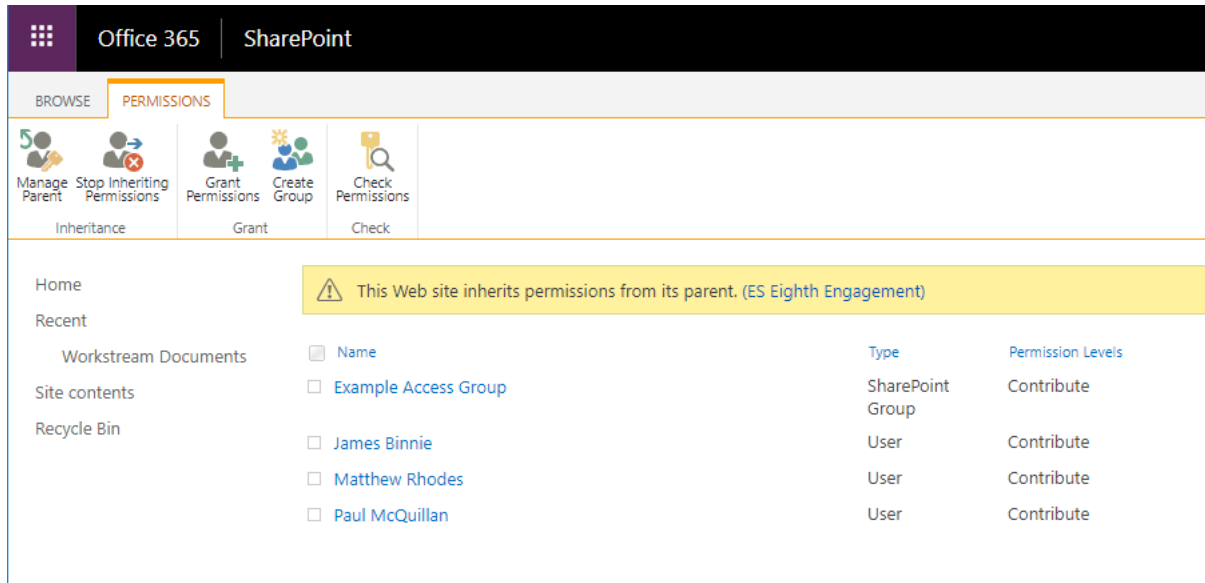 Office 365 SharePoint
BROWSE PERMISSIONS
Manage Parent
Stop Inheriting Permissions
Grant Permissions
Create Group
Check Permissions
Inheritance Grant Check
Home
Recent
Workstream Documents
Site contents
Recycle Bin
This Web site inherits permissions from its parent. (ES Eighth Engagement)
Name Type Permission Levels
Example Access Group SharePoint Contribute
Group
James Binnie User Contribute
Matthew Rhodes User Contribute
Paul McQuillan User Contribute